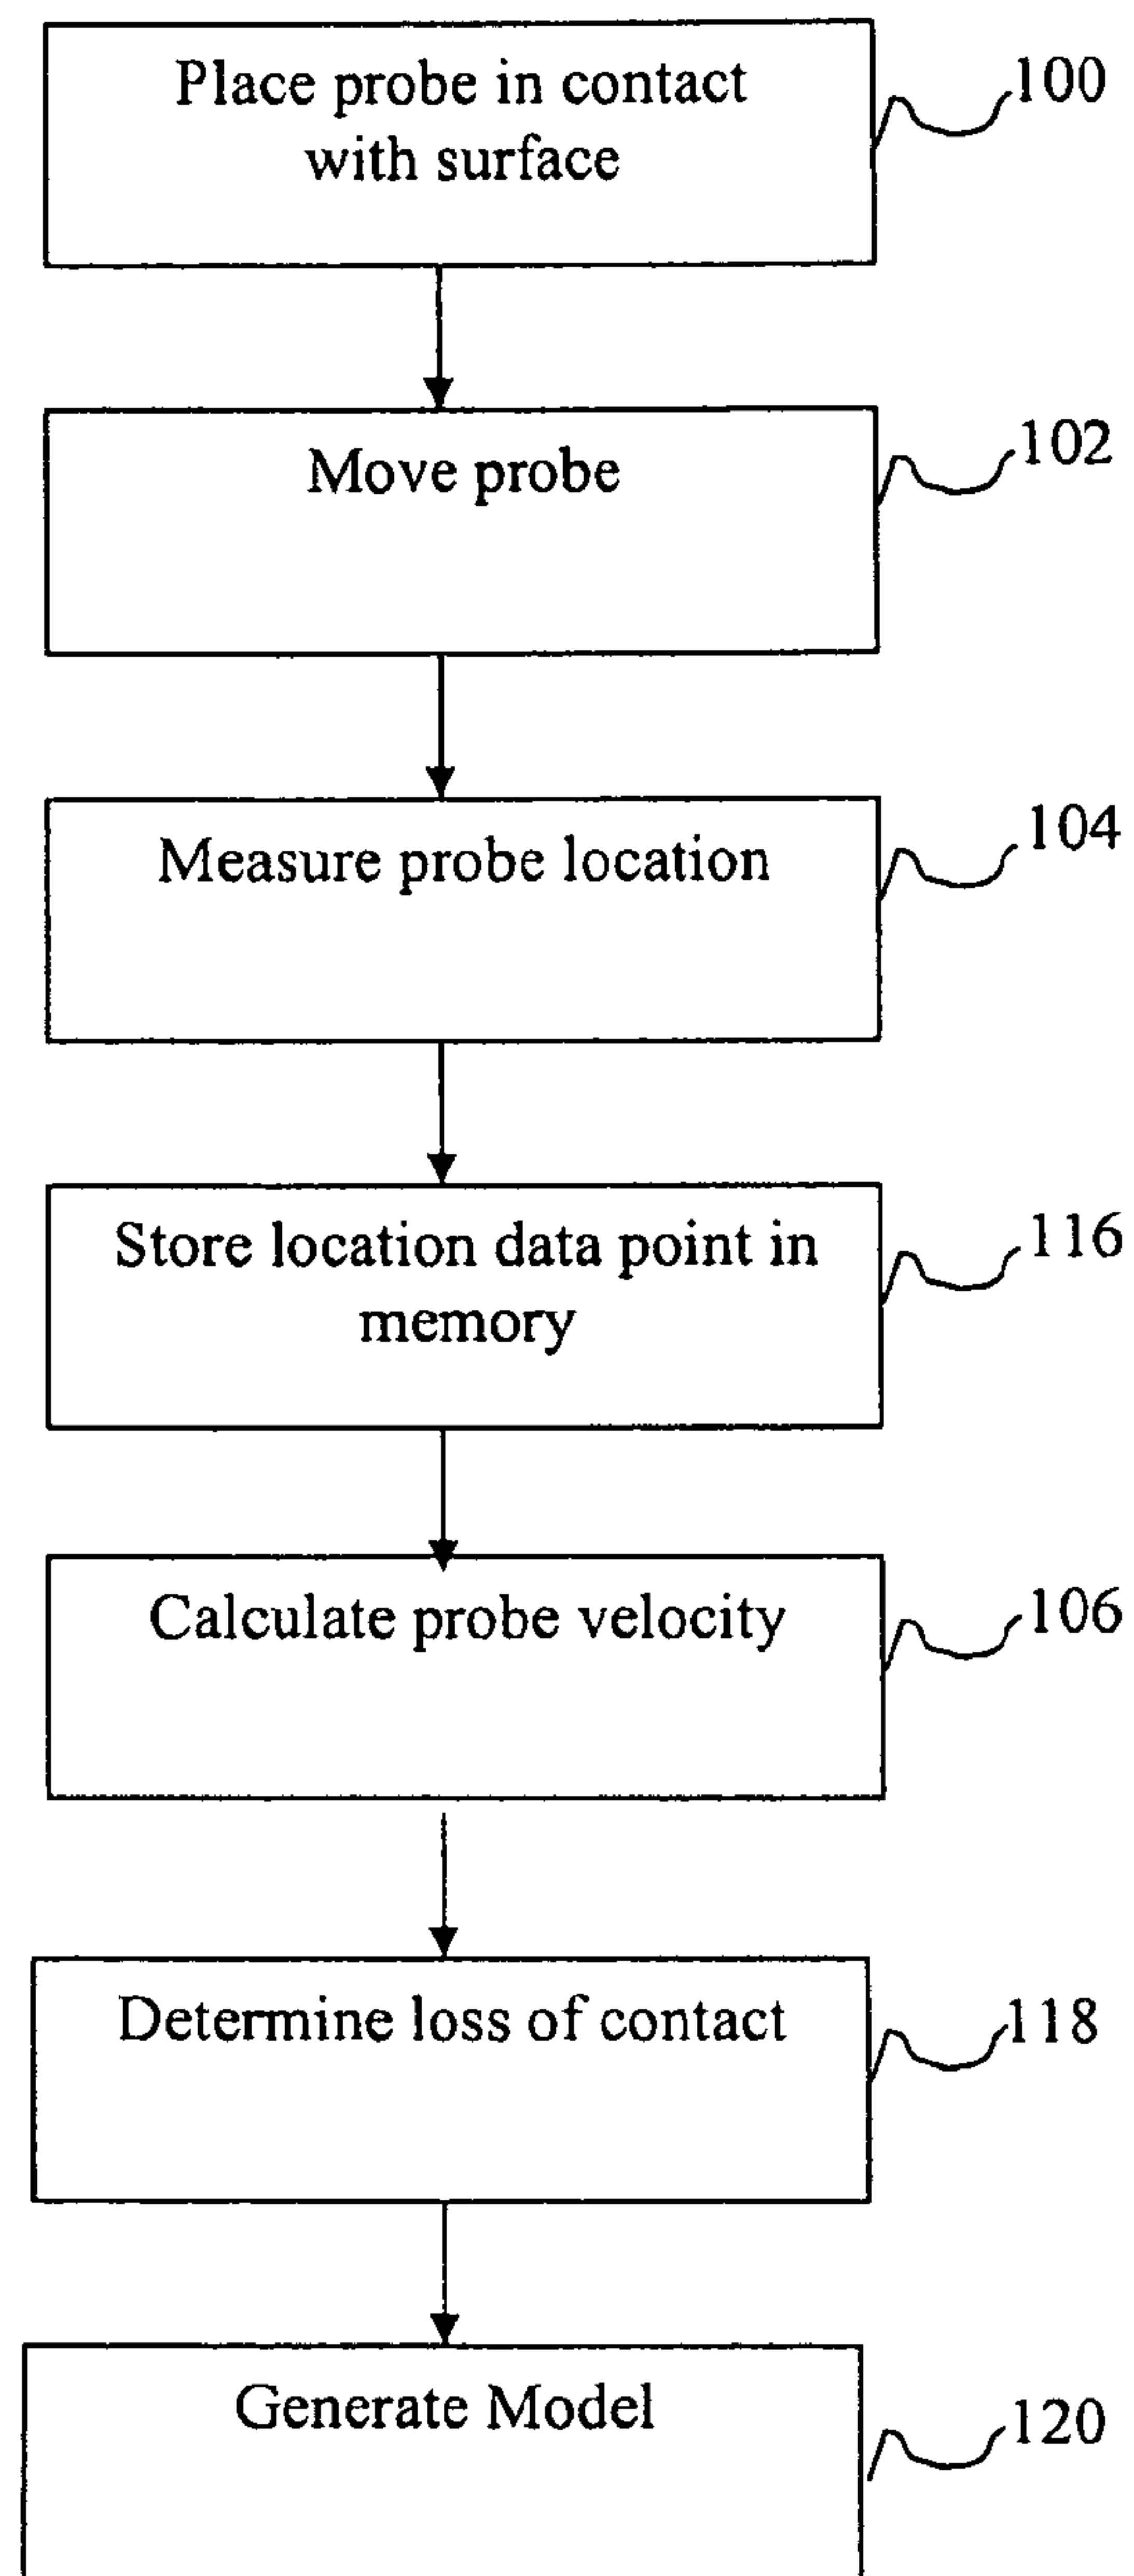 Place probe in contact
with surface
100
Move probe
102
Measure probe location
104
Store location data point in
memory
116
Calculate probe velocity
106
Determine loss of contact
118
Generate Model
120